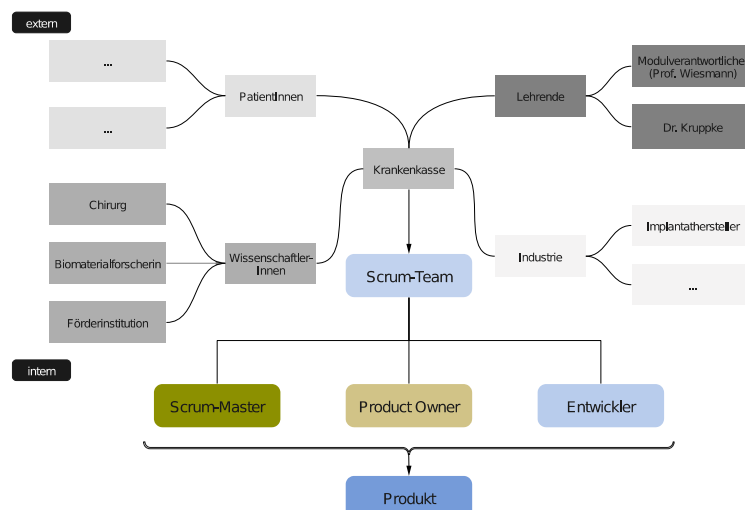 extern
...
...
PatientInnen
Lehrende
Modulverantwortliche
(Prof. Wiesmann)
Dr. Kruppke
Krankenkasse
Chirurg
Biomaterialforscherin
Förderinstitution
Wissenschaftler-
Innen
Industrie
Implantathersteller
...
Scrum-Team
intern
Scrum-Master
Product Owner
Entwickler
Produkt